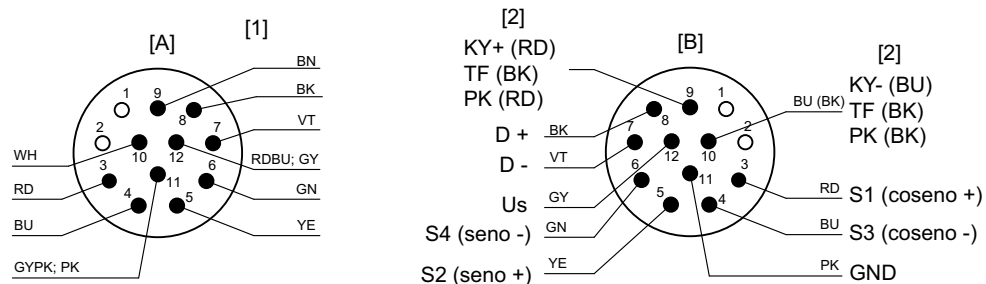 [A]
[1]
BN
BK
VT
RDBU; GY
GN
YE
WH
RD
BU
GYPK; PK
1
9
8
2
7
10
12
3
6
11
4
5
[2]
KY+ (RD)
TF (BK)
PK (RD)
[B]
[2]
KY- (BU)
TF (BK)
PK (BK)
BU (BK)
D + BK
D - VT
Us GY
S4 (seno -) GN
S2 (seno +) YE
9
1
8
7
2
12
10
6
3
11
5
4
RD S1 (coseno +)
BU S3 (coseno -)
PK GND